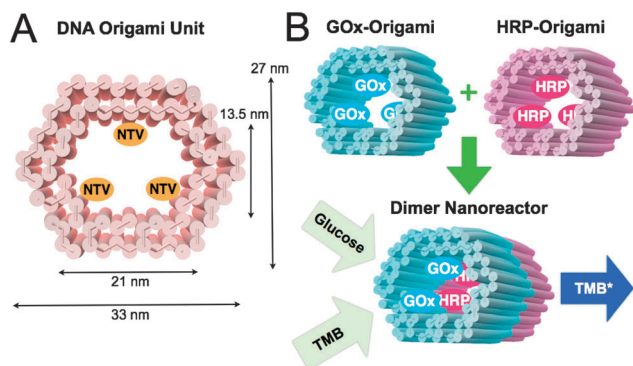 A
DNA Origami Unit
27 nm
13.5 nm
NTV
NTV
NTV
21 nm
33 nm
B
GOx-Origami
HRP-Origami
GOx
GOx
+
HRP
HRP
Dimer Nanoreactor
Glucose
TMB
GOx
GOx
HRP
TMB*